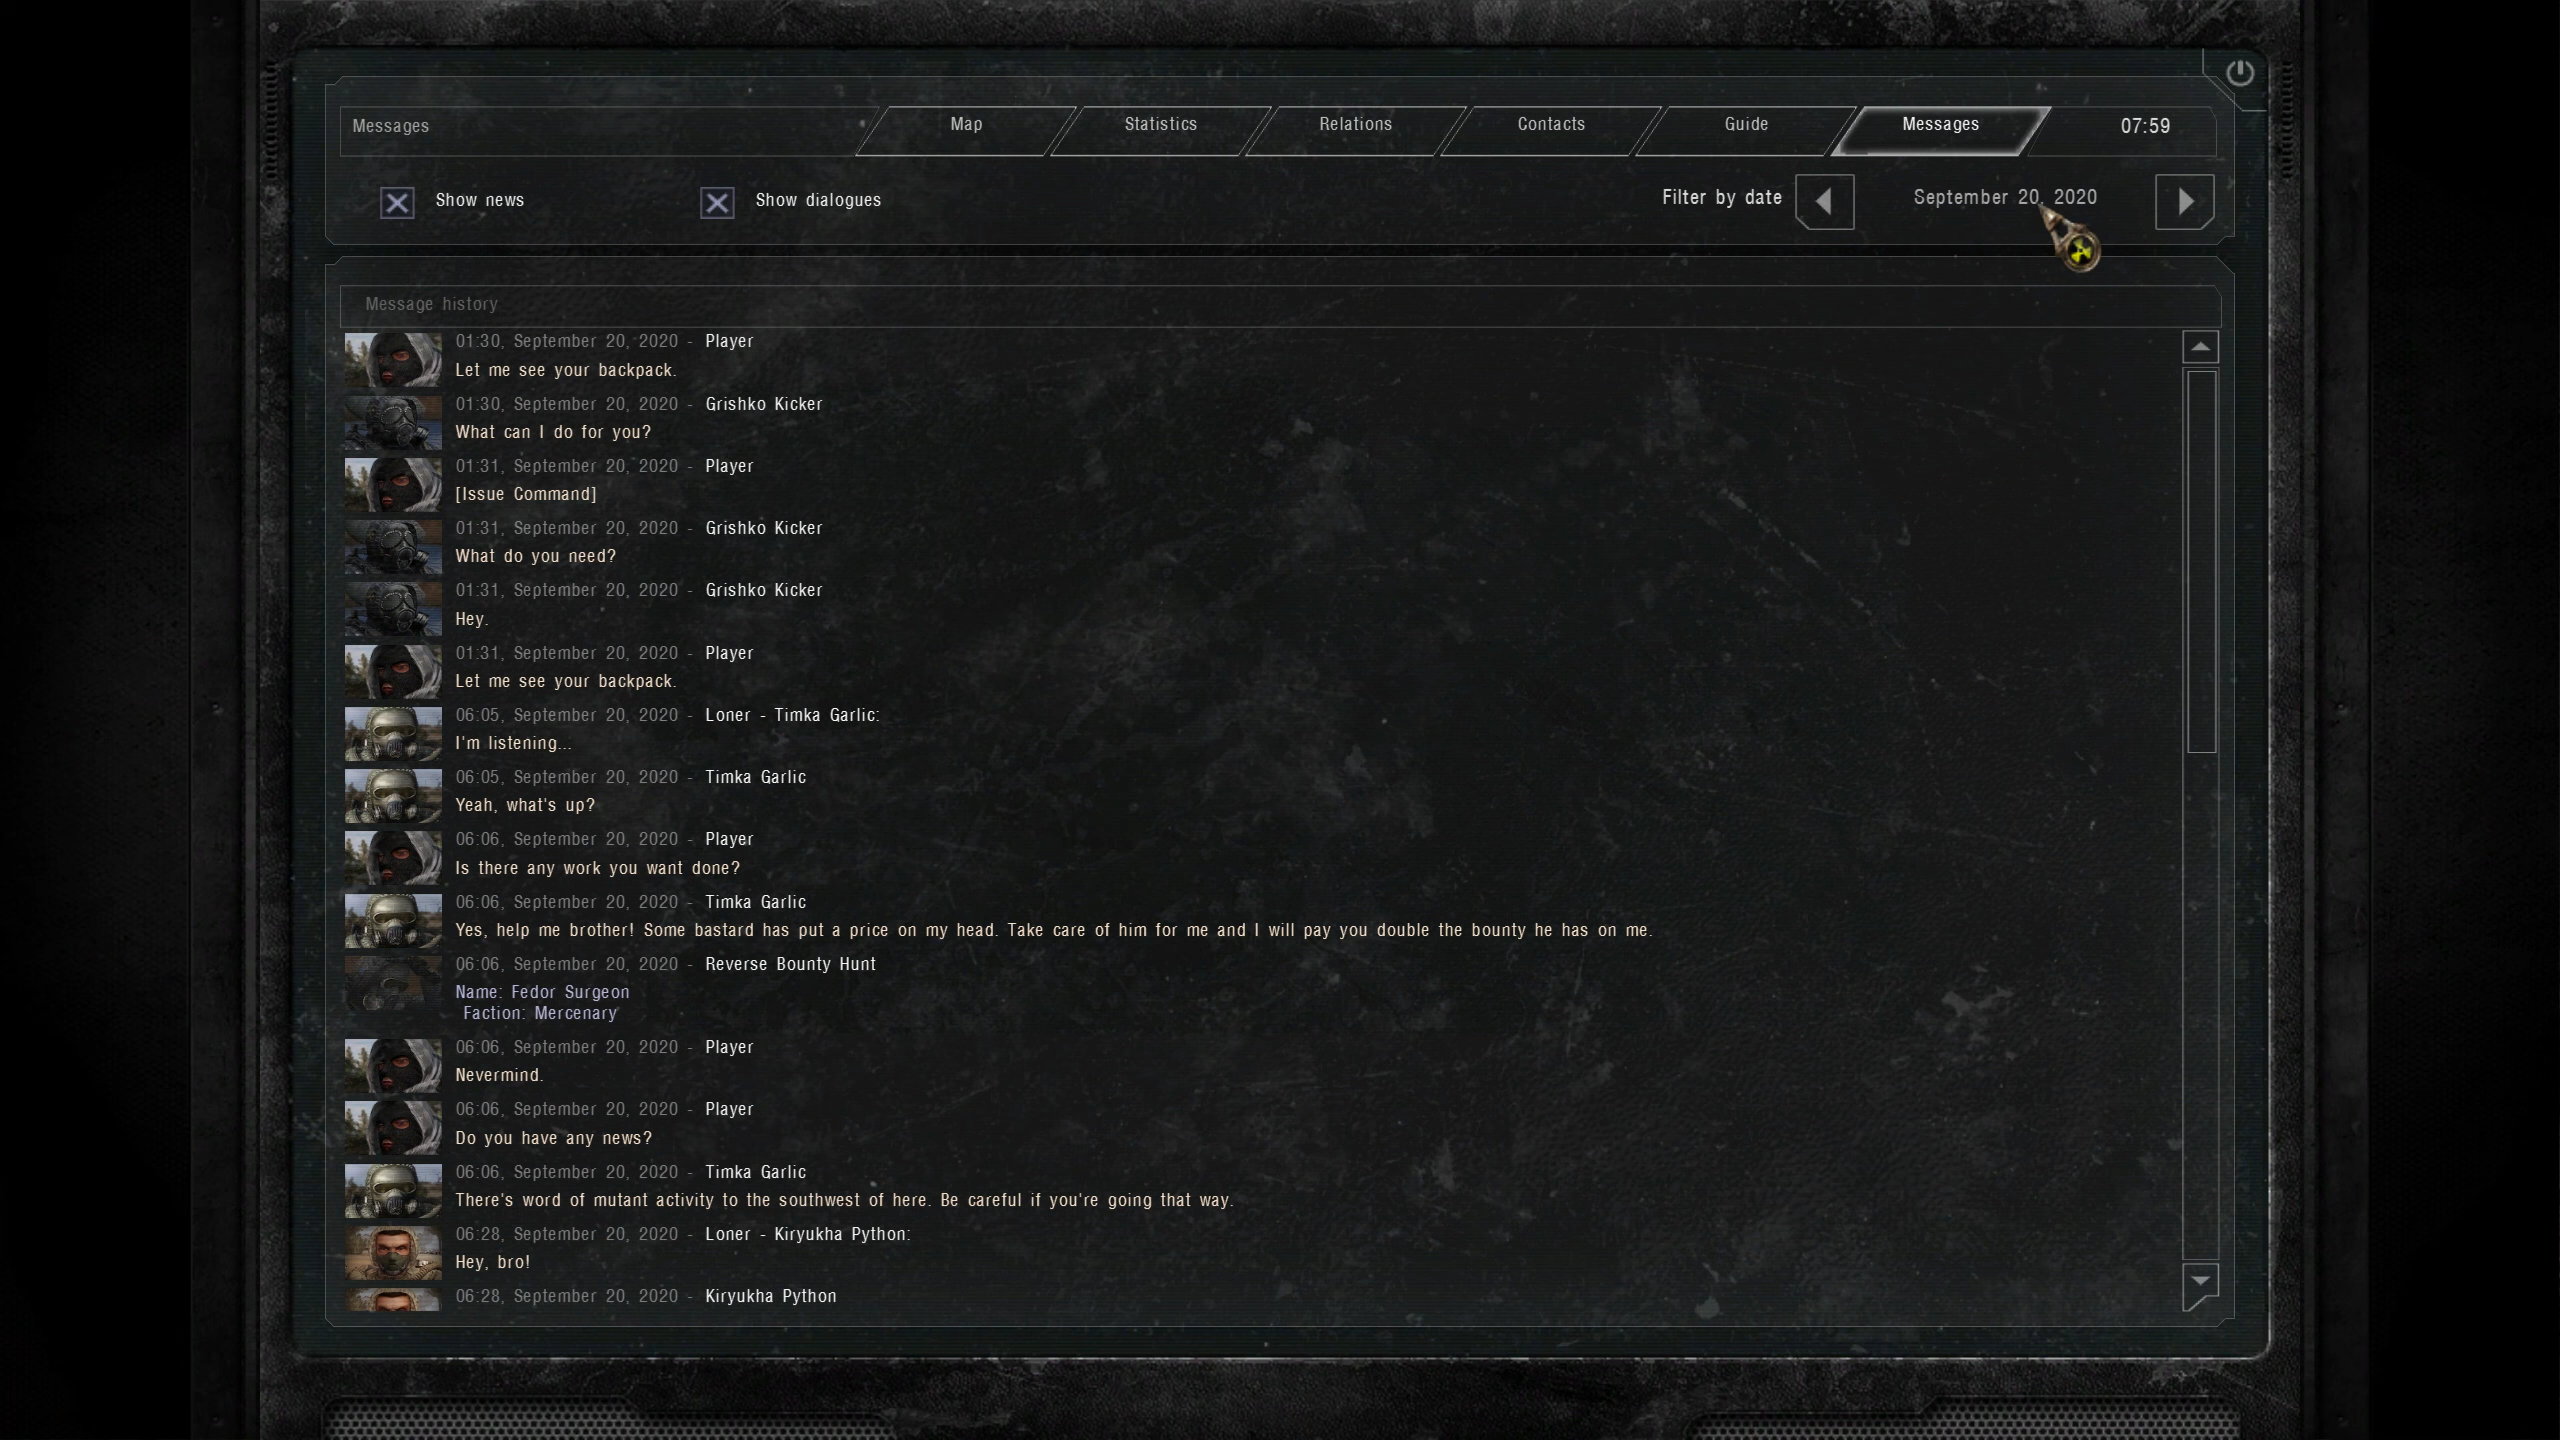 Messages
Map
Statistics
Relations
Contacts
Guide
Messages
07:59
Show news
Show dialogues
Filter by date
September 20, 2020
Message history
01:30, September 20, 2020 - Player
Let me see your backpack.
01:30, September 20, 2020 - Grishko Kicker
What can I do for you?
01:31, September 20, 2020 - Player
[Issue Command]
01:31, September 20, 2020 - Grishko Kicker
What do you need?
01:31, September 20, 2020 - Grishko Kicker
Hey.
01:31, September 20, 2020 - Player
Let me see your backpack.
06:05, September 20, 2020 - Loner - Timka Garlic:
I'm listening...
06:05, September 20, 2020 - Timka Garlic
Yeah, what's up?
06:06, September 20, 2020 - Player
Is there any work you want done?
06:06, September 20, 2020 - Timka Garlic
Yes, help me brother! Some bastard has put a price on my head. Take care of him for me and I will pay you double the bounty he has on me.
06:06, September 20, 2020 - Reverse Bounty Hunt
Name: Fedor Surgeon
Faction: Mercenary
06:06, September 20, 2020 - Player
Nevermind.
06:06, September 20, 2020 - Player
Do you have any news?
06:06, September 20, 2020 - Timka Garlic
There's word of mutant activity to the southwest of here. Be careful if you're going that way.
06:28, September 20, 2020 - Loner - Kiryukha Python:
Hey, bro!
06:28, September 20, 2020 - Kiryukha Python